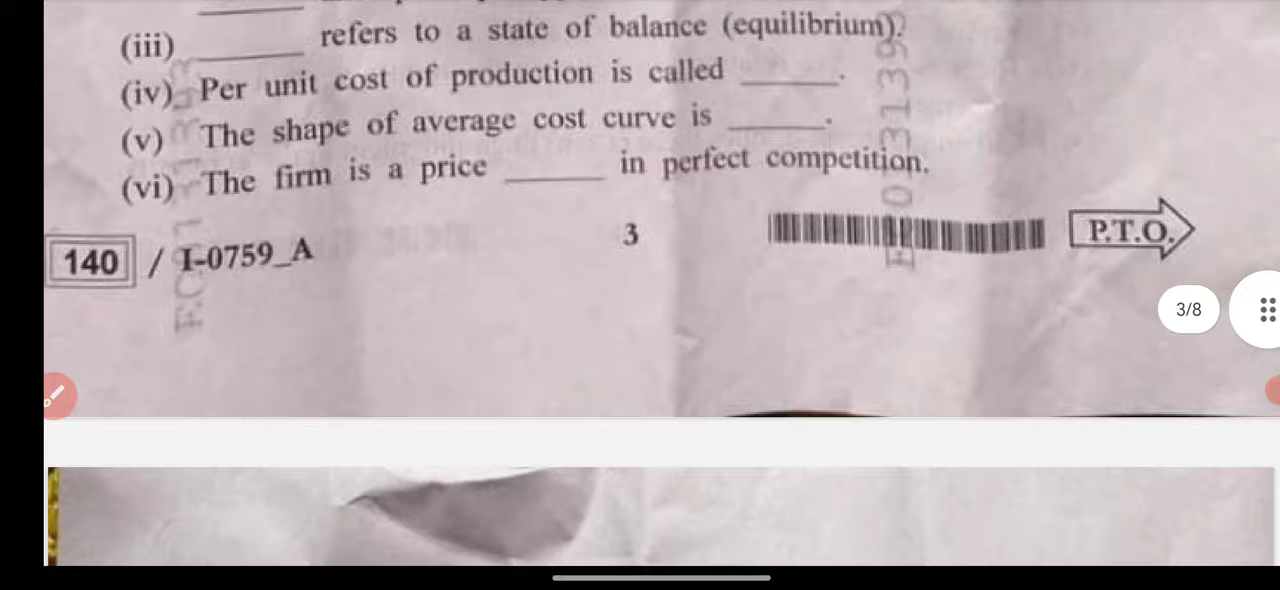 (iii) ______ refers to a state of balance (equilibrium).
(iv) Per unit cost of production is called ______.
(v) The shape of average cost curve is ______.
(vi) The firm is a price ______ in perfect competition.
140 / I-0759_A
3
P.T.O.
3/8